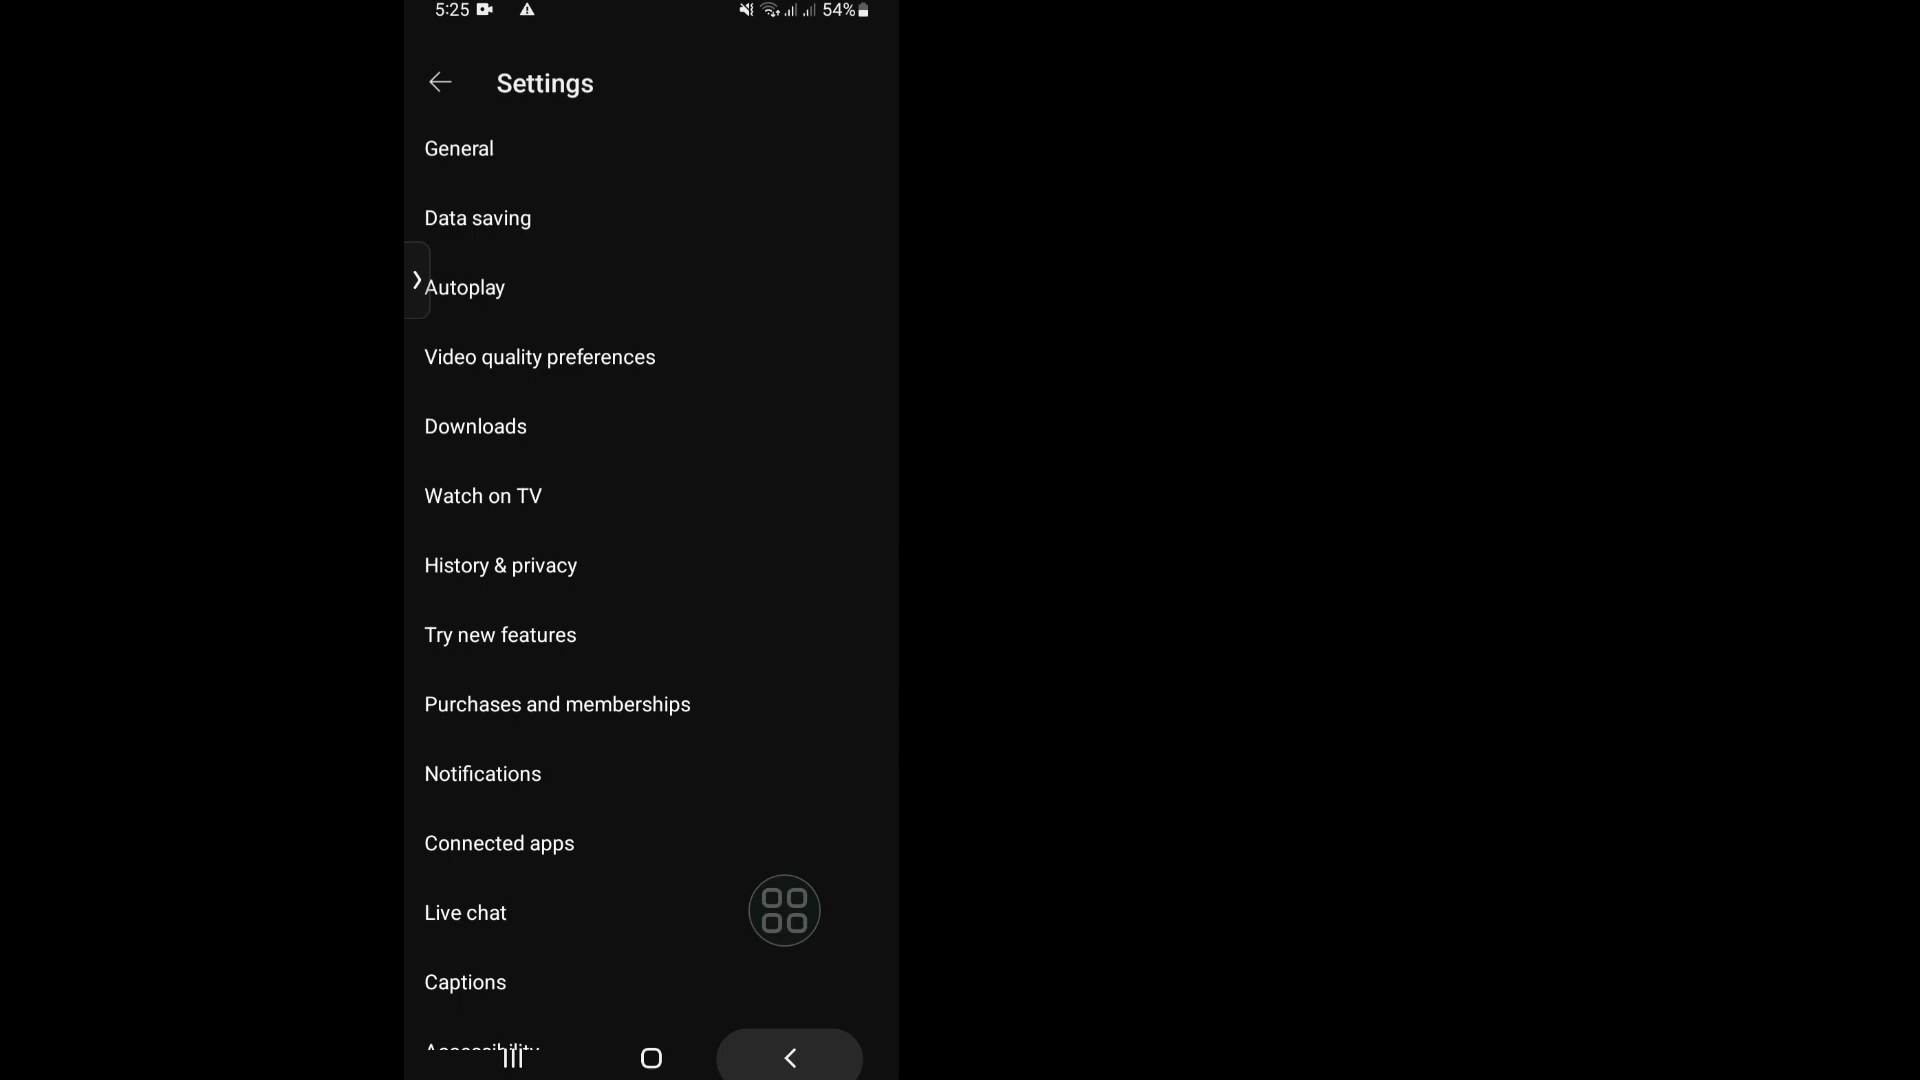 5:25 54%
Settings
General
Data saving
Autoplay
Video quality preferences
Downloads
Watch on TV
History & privacy
Try new features
Purchases and memberships
Notifications
Connected apps
Live chat
Captions
Accessibility